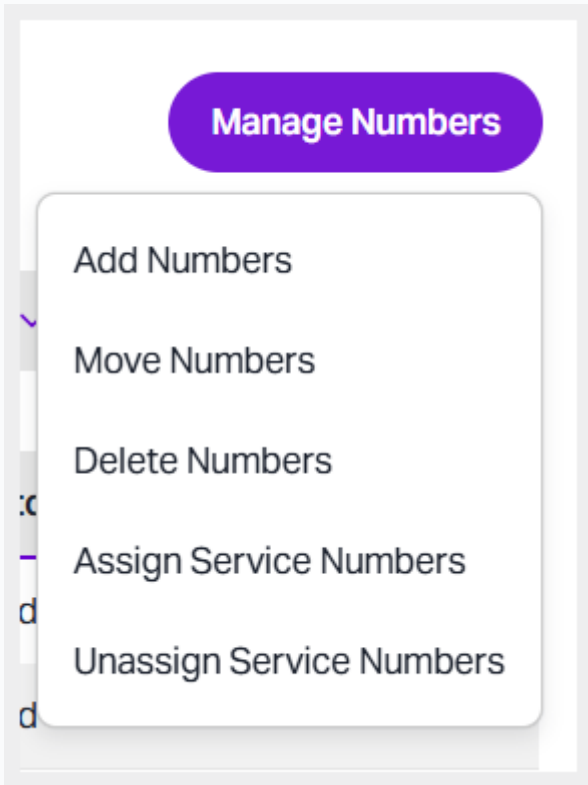 Manage Numbers
Add Numbers
Move Numbers
Delete Numbers
Assign Service Numbers
Unassign Service Numbers